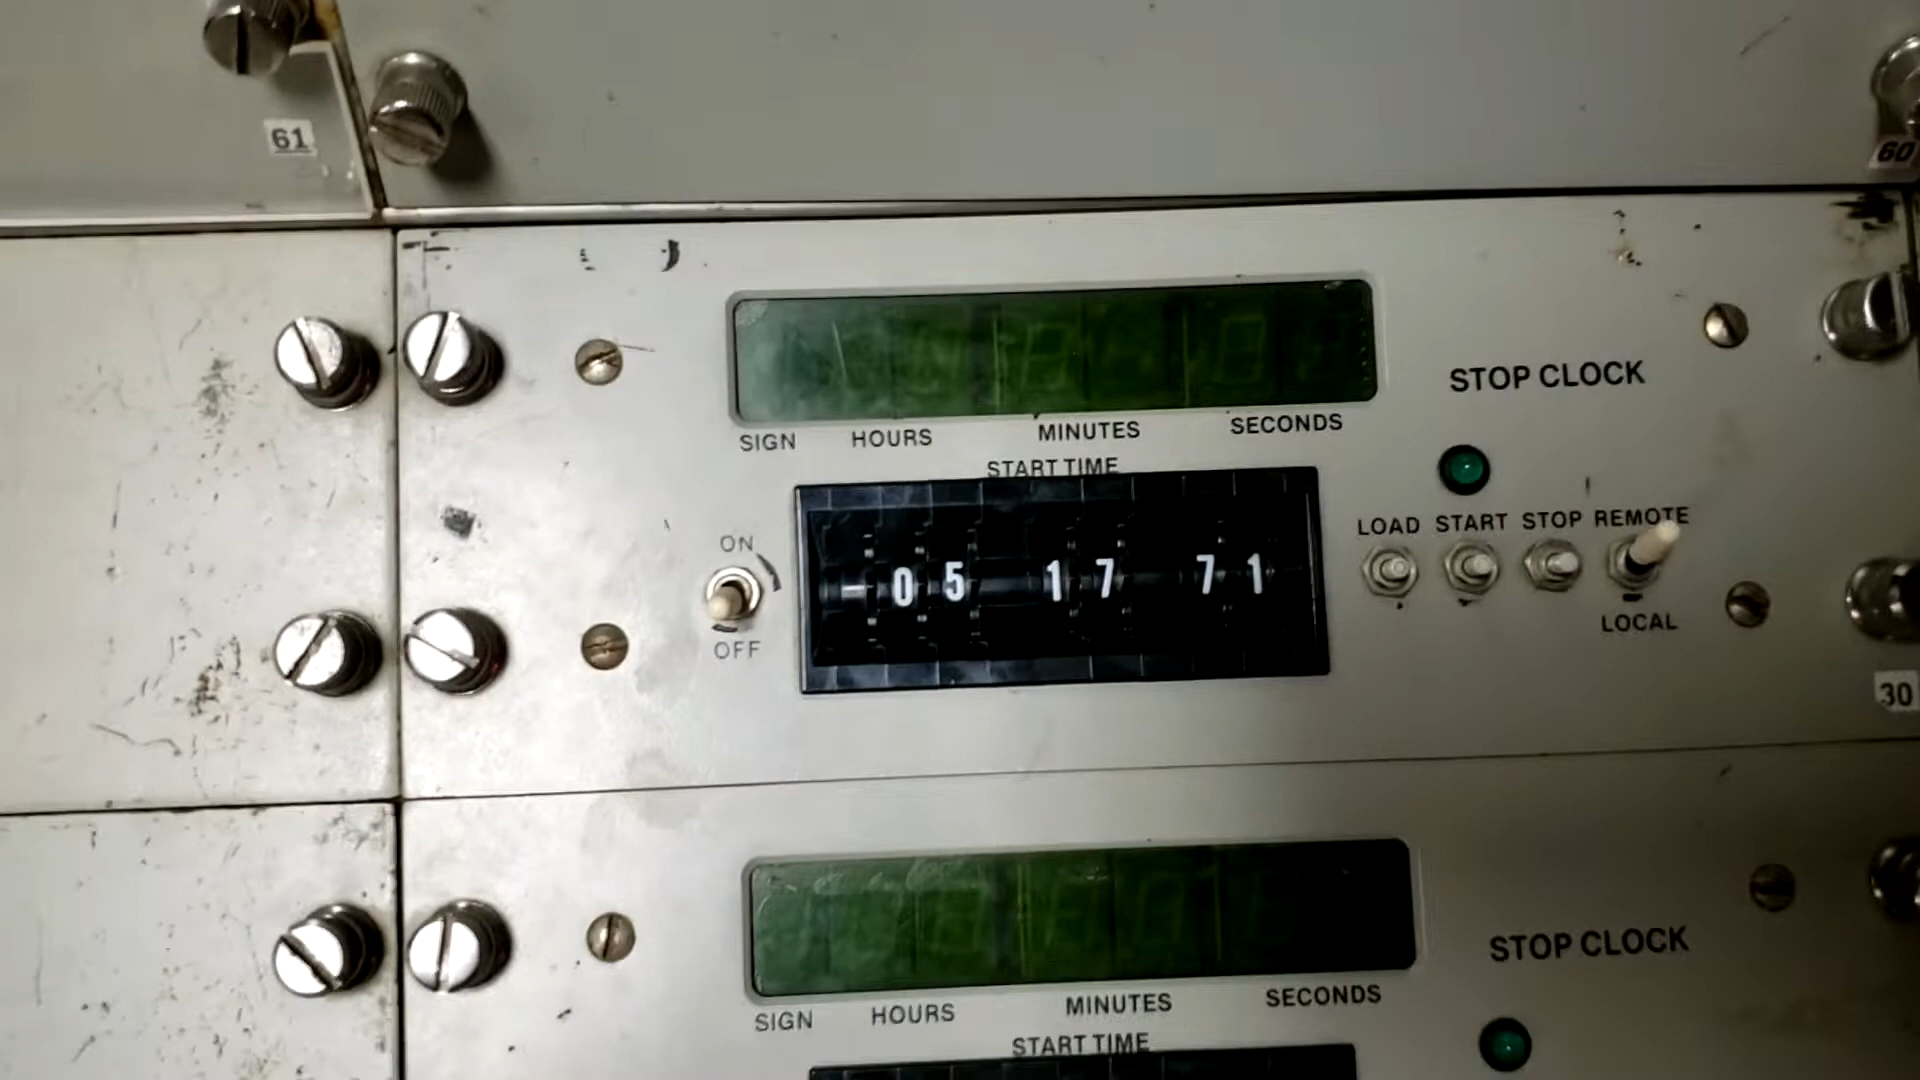 61
60
STOP CLOCK
SIGN HOURS MINUTES SECONDS
START TIME
ON
- 05 17 71
OFF
LOAD START STOP REMOTE
LOCAL
30
STOP CLOCK
SIGN HOURS MINUTES SECONDS
START TIME